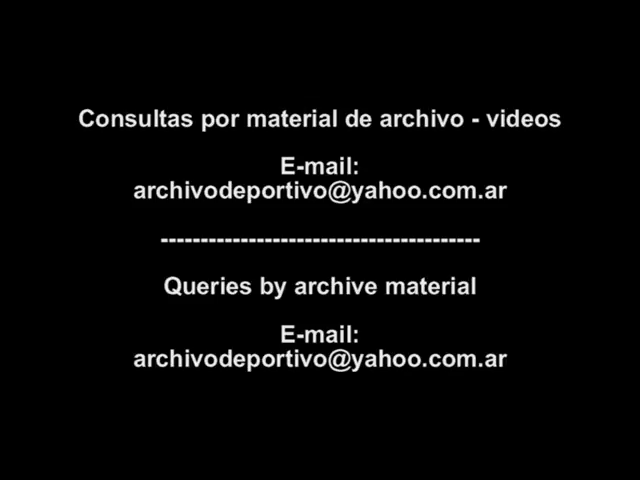 Consultas por material de archivo - videos
E-mail:
archivodeportivo@yahoo.com.ar
----------------------------------------
Queries by archive material
E-mail:
archivodeportivo@yahoo.com.ar